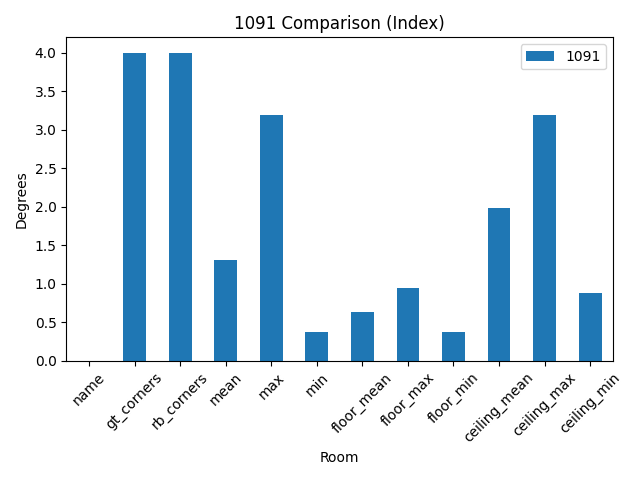 1091 Comparison (Index)
1091
Degrees
4.0
3.5
3.0
2.5
2.0
1.5
1.0
0.5
0.0
name
gt_corners
rb_corners
mean
max
min
floor_mean
floor_max
floor_min
ceiling_mean
ceiling_max
ceiling_min
Room